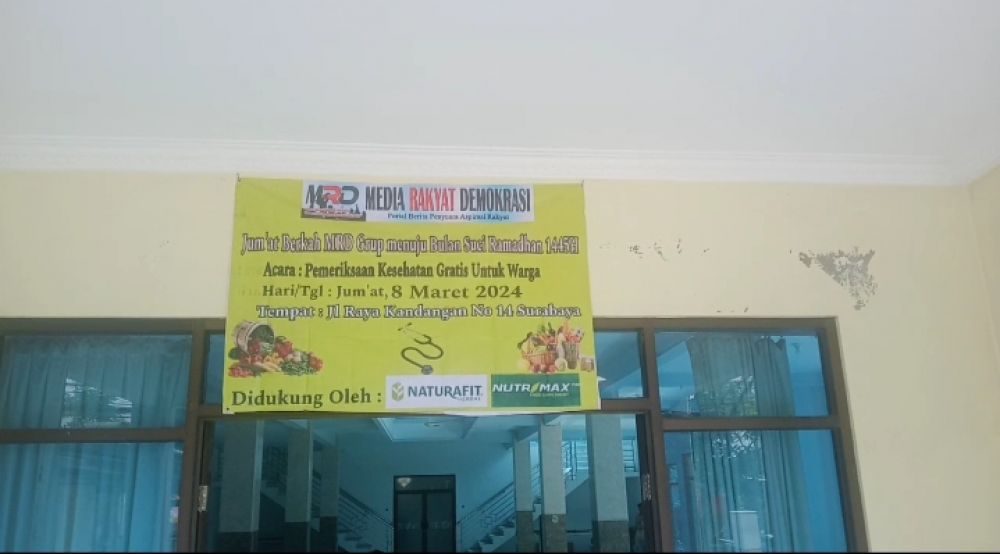 MRD MEDIA RAKYAT DEMOKRASI
Portal Berita Penyuara Aspirasi Rakyat
Jum'at Berkah MRD Grup menuju Bulan Suci Ramadhan 1445H
Acara : Pemeriksaan Kesehatan Gratis Untuk Warga
Hari/Tgl : Jum'at, 8 Maret 2024
Tempat : Jl Raya Kandangan No 14 Surabaya
Didukung Oleh : NATURAFIT NUTRIMAX